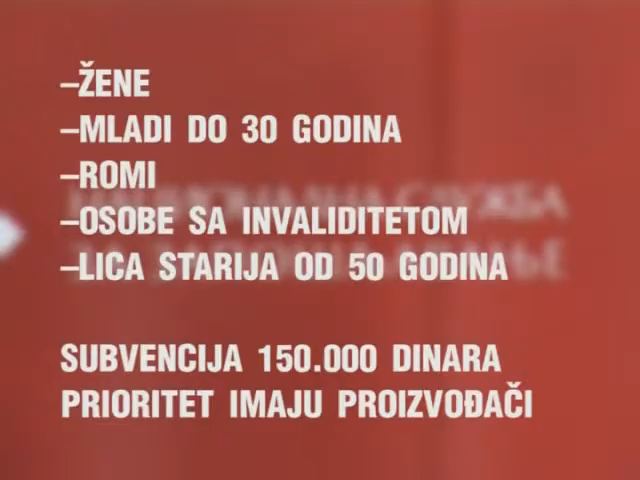 –ŽENE
–MLADI DO 30 GODINA
–ROMI
–OSOBE SA INVALIDITETOM
–LICA STARIJA OD 50 GODINA
SUBVENCIJA 150.000 DINARA
PRIORITET IMAJU PROIZVOĐAČI